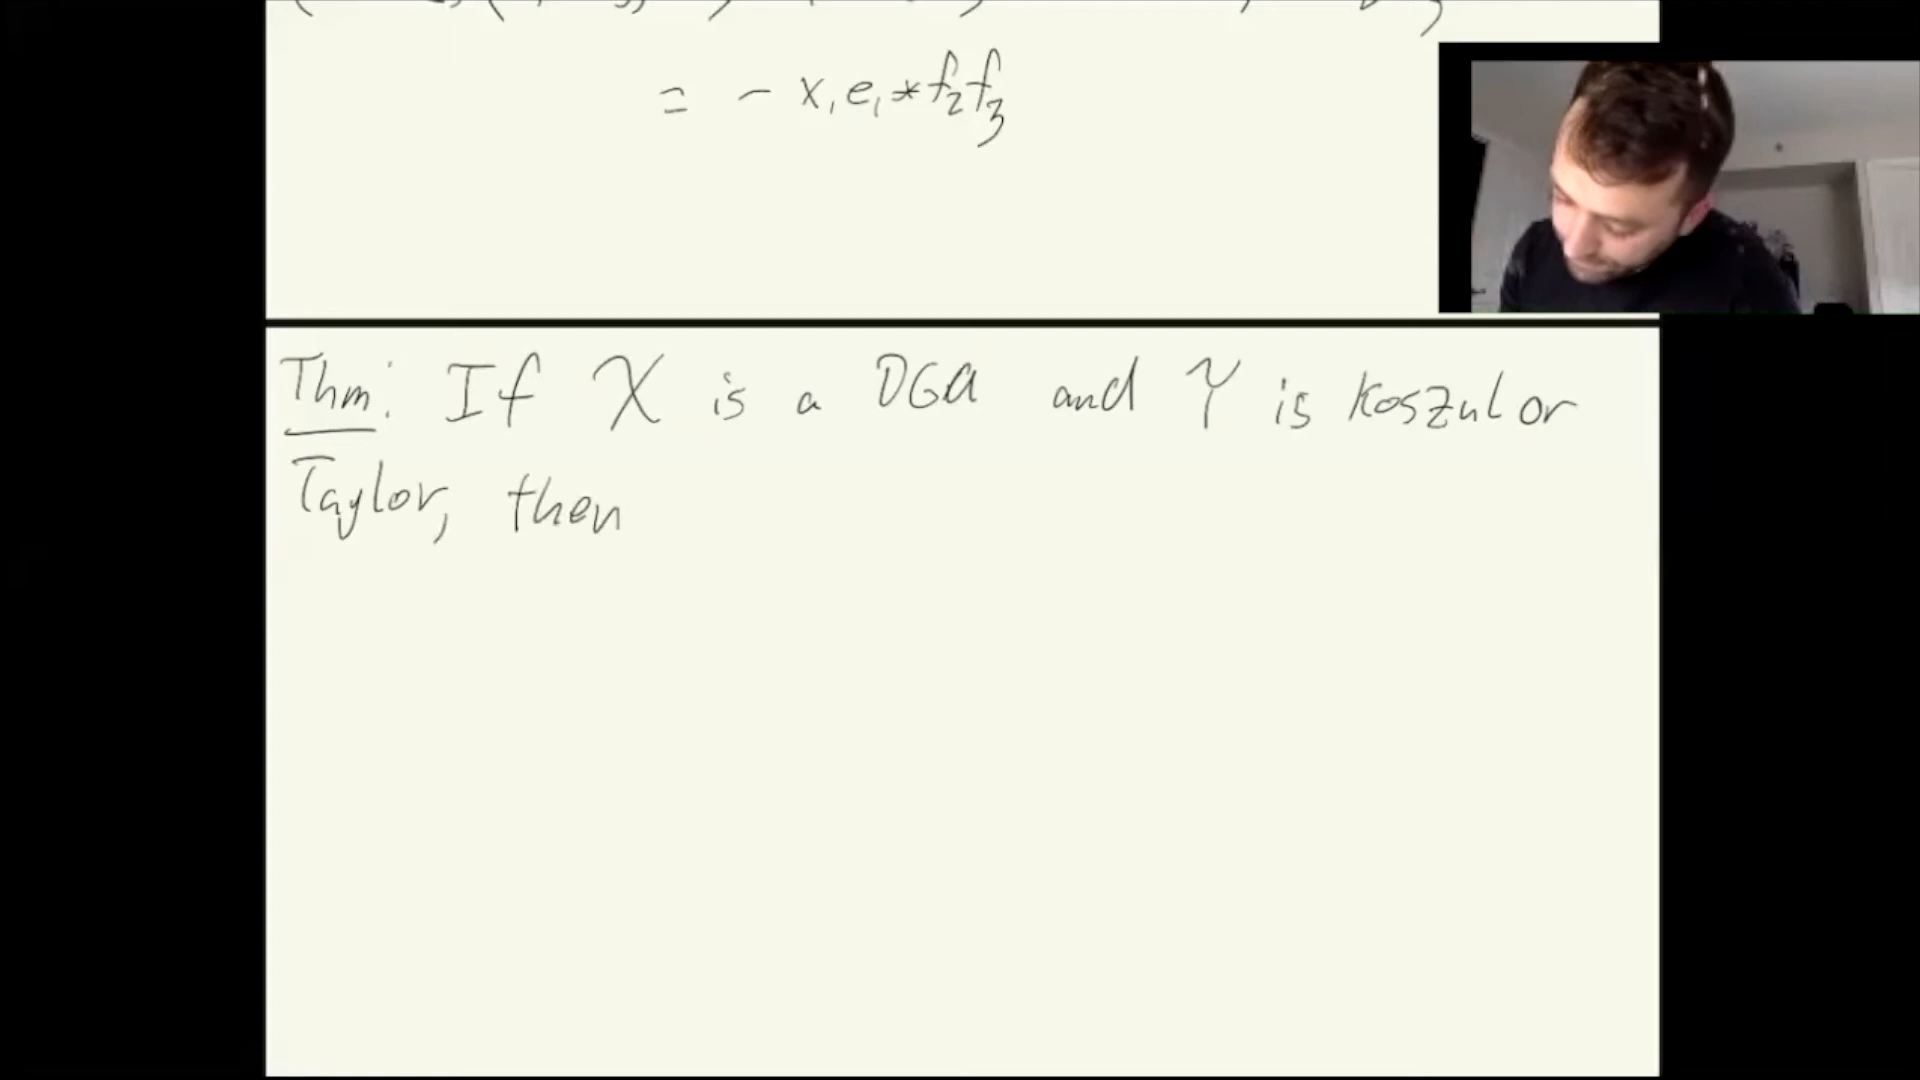 = - x₁e₁*f₂f₃
Thm: If X is a DGA and Y is Koszul or
Taylor, then